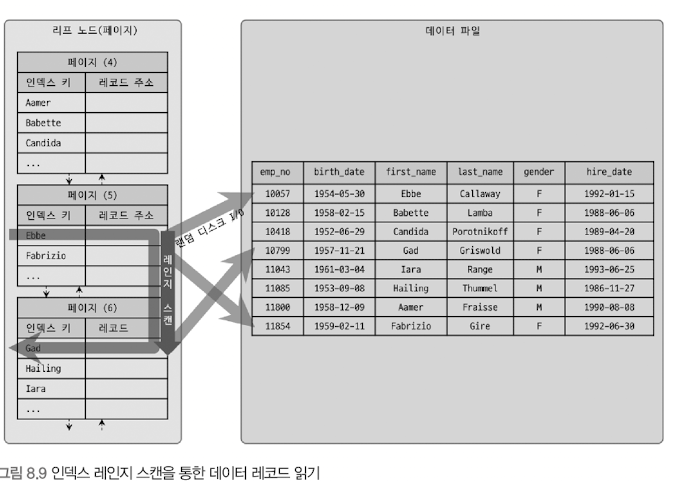 리프 노드(페이지)
페이지 (4)
인덱스 키 레코드 주소
Aamer
Babette
Candida
...
페이지 (5)
인덱스 키 레코드 주소
Ebbe
Fabrizio
...
페이지 (6)
인덱스 키 레코드
Gad
Hailing
Iara
...
레인지 스캔
랜덤 디스크 I/O
데이터 파일
emp_no birth_date first_name last_name gender hire_date
10057 1954-05-30 Ebbe Callaway F 1992-01-15
10128 1958-02-15 Babette Lamba F 1988-06-06
10418 1952-06-29 Candida Porotnikoff F 1989-04-20
10799 1957-11-21 Gad Griswold F 1988-06-06
11043 1961-03-04 Iara Range M 1993-06-25
11085 1953-09-08 Hailing Thummel M 1986-11-27
11800 1958-12-09 Aamer Fraisse M 1990-08-08
11854 1959-02-11 Fabrizio Gire F 1992-06-30
그림 8.9 인덱스 레인지 스캔을 통한 데이터 레코드 읽기